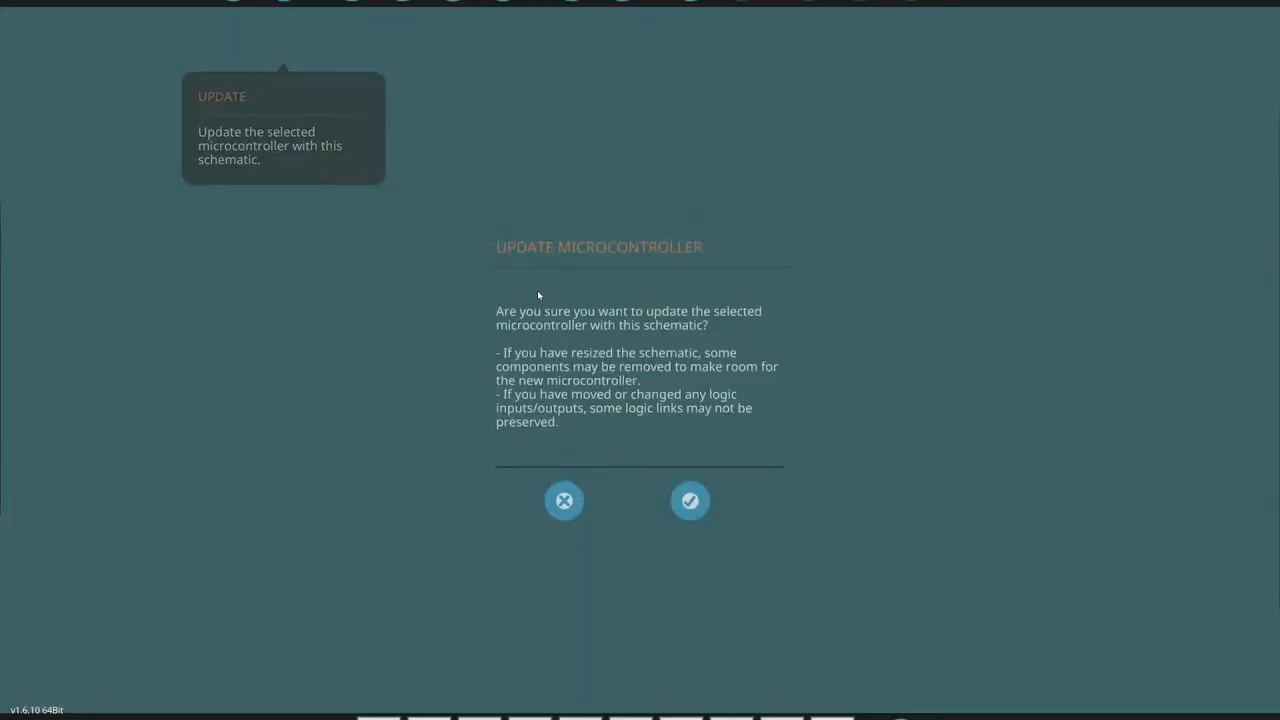 UPDATE
Update the selected
microcontroller with this
schematic.
UPDATE MICROCONTROLLER
Are you sure you want to update the selected
microcontroller with this schematic?
- If you have resized the schematic, some
components may be removed to make room for
the new microcontroller.
- If you have moved or changed any logic
inputs/outputs, some logic links may not be
preserved.
v1.6.10 64Bit